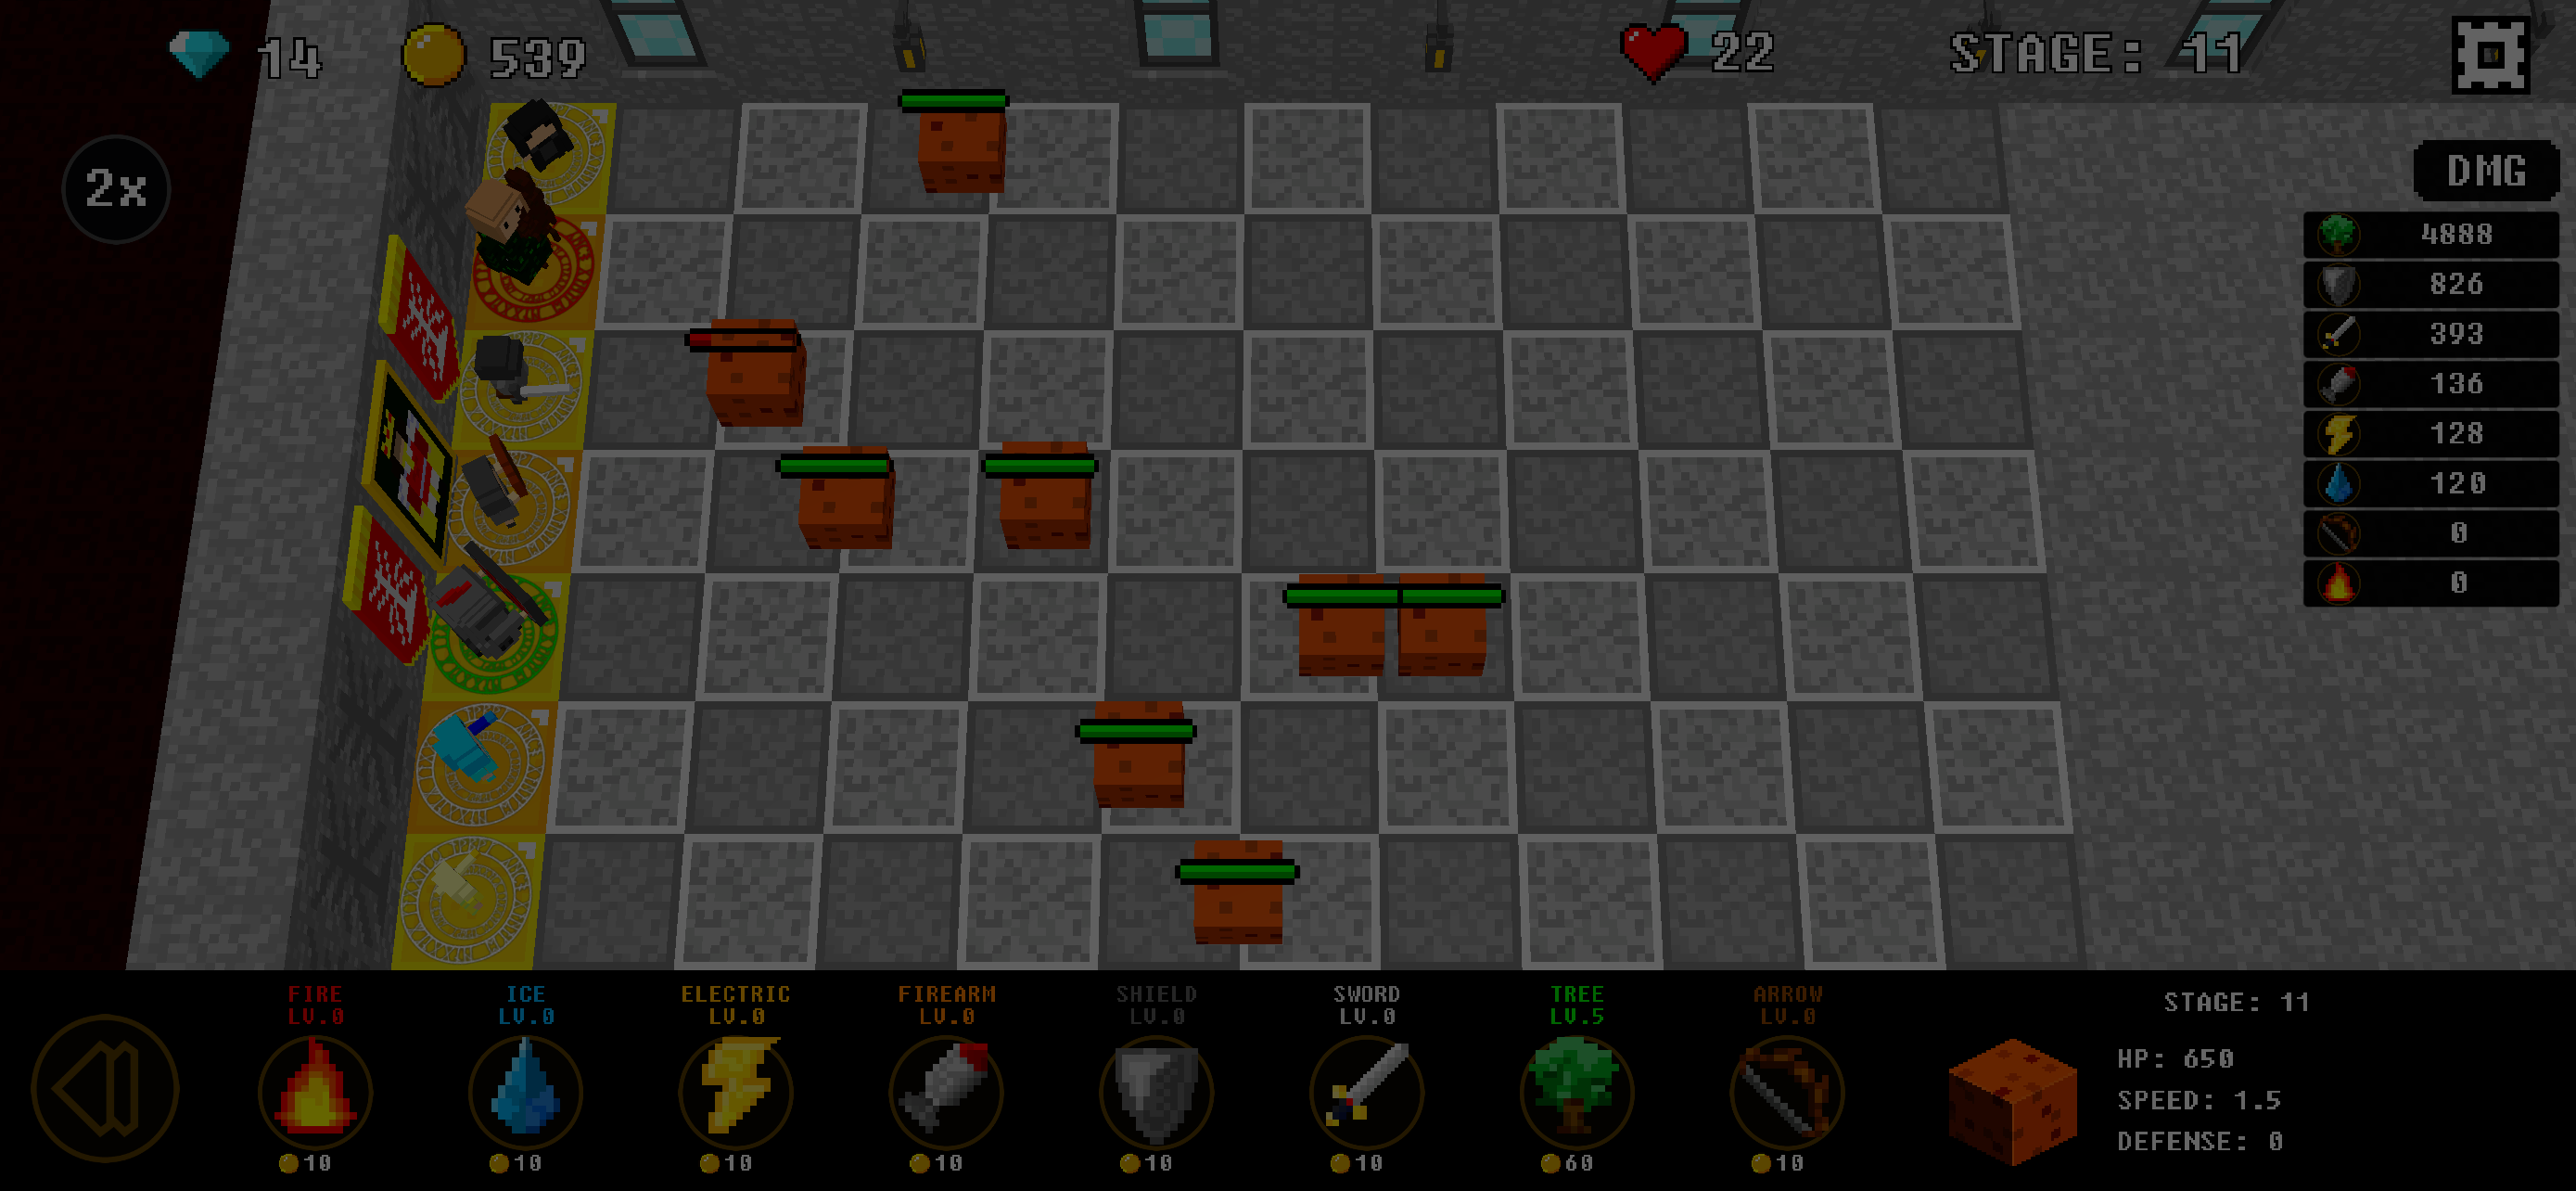 14
539
22
STAGE: 11
2x
DMG
4888
826
393
136
128
120
0
0
FIRE
LV.0
10
ICE
LV.0
10
ELECTRIC
LV.0
10
FIREARM
LV.0
10
SHIELD
LV.0
10
SWORD
LV.0
10
TREE
LV.5
60
ARROW
LV.0
10
STAGE: 11
HP: 650
SPEED: 1.5
DEFENSE: 0